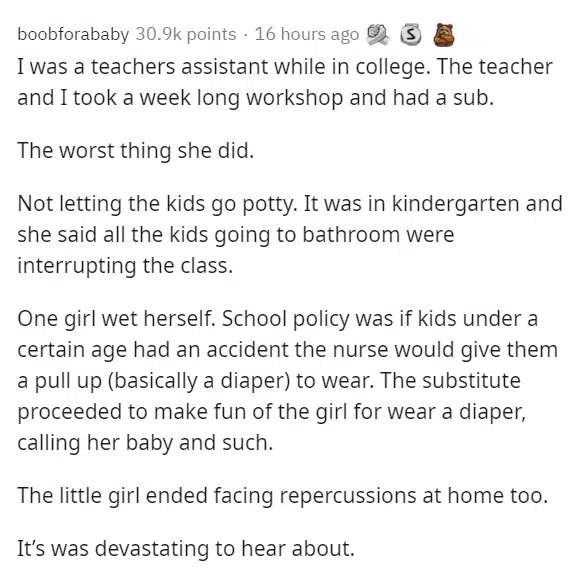 boobforababy 30.9k points · 16 hours ago
I was a teachers assistant while in college. The teacher
and I took a week long workshop and had a sub.
The worst thing she did.
Not letting the kids go potty. It was in kindergarten and
she said all the kids going to bathroom were
interrupting the class.
One girl wet herself. School policy was if kids under a
certain age had an accident the nurse would give them
a pull up (basically a diaper) to wear. The substitute
proceeded to make fun of the girl for wear a diaper,
calling her baby and such.
The little girl ended facing repercussions at home too.
It’s was devastating to hear about.